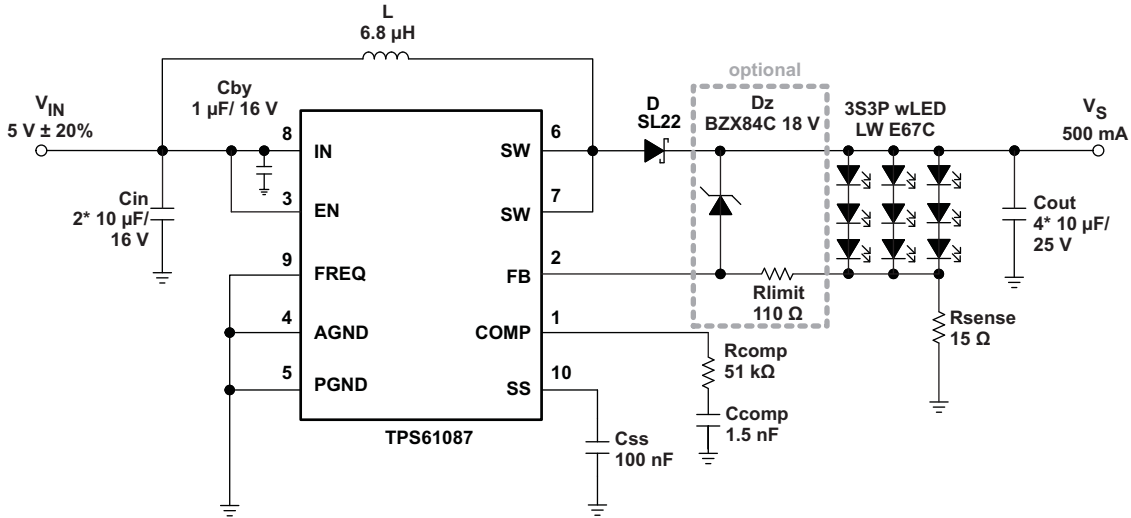 L
6.8 µH
optional
Cby
1 µF/ 16 V
V_IN
5 V ± 20%
D
SL22
Dz
BZX84C 18 V
3S3P wLED
LW E67C
V_S
500 mA
8
IN
SW
6
Cin
2* 10 µF/
16 V
3
EN
SW
7
Cout
4* 10 µF/
25 V
9
FREQ
FB
2
Rlimit
110 Ω
4
AGND
COMP
1
Rsense
15 Ω
Rcomp
51 kΩ
5
PGND
SS
10
Ccomp
1.5 nF
TPS61087
Css
100 nF